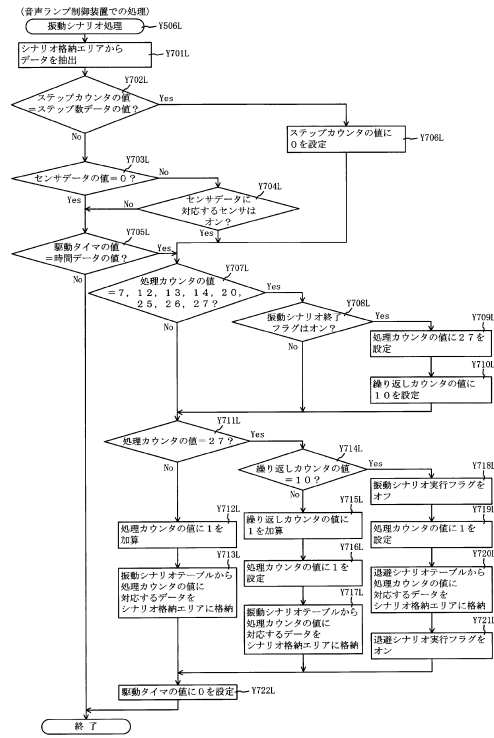 (音声ランプ制御装置での処理)
振動シナリオ処理
Y506L
シナリオ格納エリアから
データを抽出
Y701L
Y702L
ステップカウンタの値
=ステップ数データの値?
Yes
No
ステップカウンタの値に
0を設定
Y706L
Y703L
センサデータの値=0?
No
Yes
Y704L
センサデータに
対応するセンサは
オン?
No
Yes
Y705L
駆動タイマの値
=時間データの値?
Yes
No
Y707L
処理カウンタの値
=7, 12, 13, 14, 20,
25, 26, 27?
Yes
No
Y708L
振動シナリオ終了
フラグはオン?
Yes
No
Y709L
処理カウンタの値に27を
設定
Y710L
繰り返しカウンタの値に
10を設定
Y711L
処理カウンタの値=27?
Yes
No
Y714L
繰り返しカウンタの値
=10?
Yes
No
Y718L
振動シナリオ実行フラグを
オフ
Y712L
処理カウンタの値に1を
加算
Y715L
繰り返しカウンタの値
に1を加算
Y719L
処理カウンタの値に1を
設定
Y713L
振動シナリオテーブルから
処理カウンタの値に
対応するデータを
シナリオ格納エリアに格納
Y716L
処理カウンタの値に1を
設定
Y720L
退避シナリオテーブルから
処理カウンタの値に
対応するデータを
シナリオ格納エリアに格納
Y717L
振動シナリオテーブルから
処理カウンタの値に
対応するデータを
シナリオ格納エリアに格納
Y721L
退避シナリオ実行フラグを
オン
駆動タイマの値に0を設定
Y722L
終了